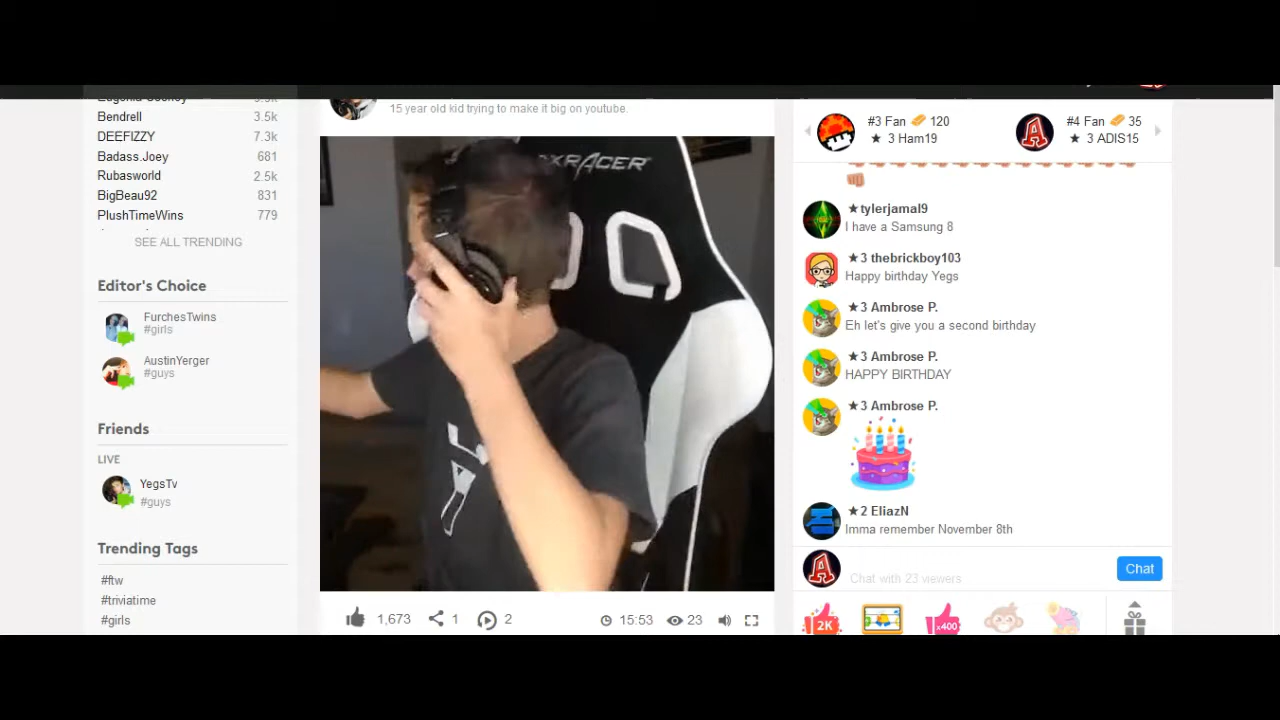 Bendrell 3.5k
DEEFIZZY 7.3k
Badass.Joey 681
Rubasworld 2.5k
BigBeau92 831
PlushTimeWins 779
SEE ALL TRENDING
Editor's Choice
FurchesTwins
#girls
AustinYerger
#guys
Friends
LIVE
YegsTv
#guys
Trending Tags
#ftw
#triviatime
#girls
15 year old kid trying to make it big on youtube.
DXRACER
1,673 1 2 15:53 23
#3 Fan 120
★ 3 Ham19
#4 Fan 35
★ 3 ADIS15
★tylerjamal9
I have a Samsung 8
★3 thebrickboy103
Happy birthday Yegs
★3 Ambrose P.
Eh let's give you a second birthday
★3 Ambrose P.
HAPPY BIRTHDAY
★3 Ambrose P.
★2 EliazN
Imma remember November 8th
A
Chat with 23 viewers
Chat
2K
x400